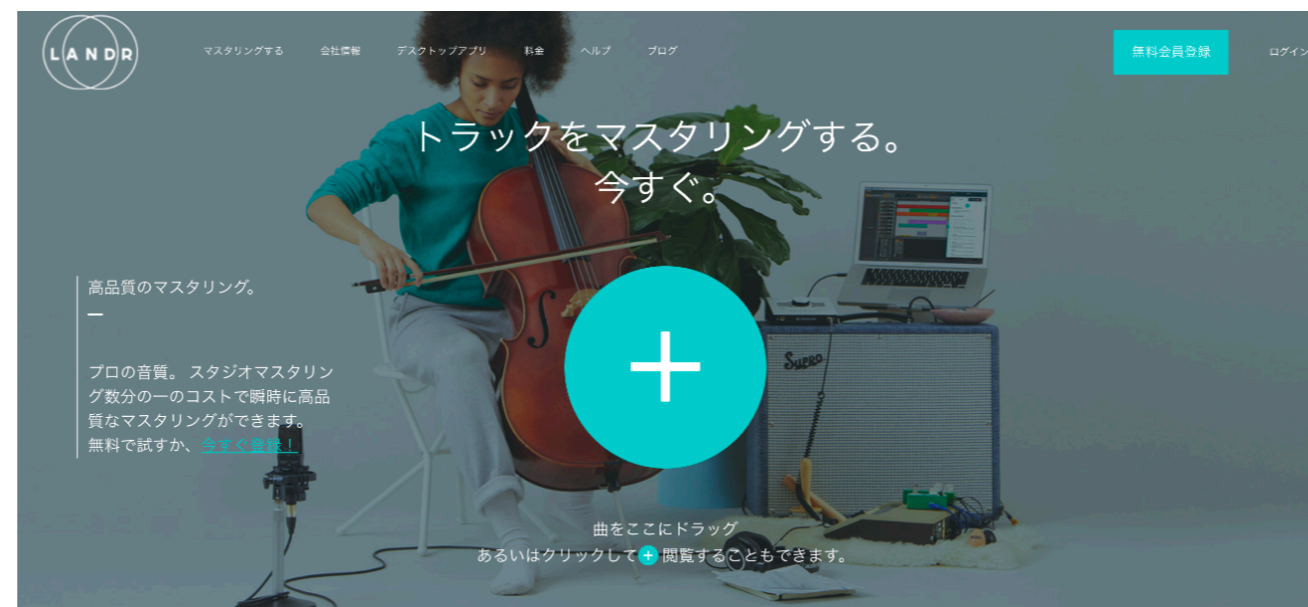 LANDR
マスタリングする 会社情報 デスクトップアプリ 料金 ヘルプ ブログ 無料会員登録 ログイン
トラックをマスタリングする。
今すぐ。
高品質のマスタリング。
プロの音質。 スタジオマスタリン
グ数分の一のコストで瞬時に高品
質なマスタリングができます。
無料で試すか、今すぐ登録！
Supro
曲をここにドラッグ
あるいはクリックして + 閲覧することもできます。